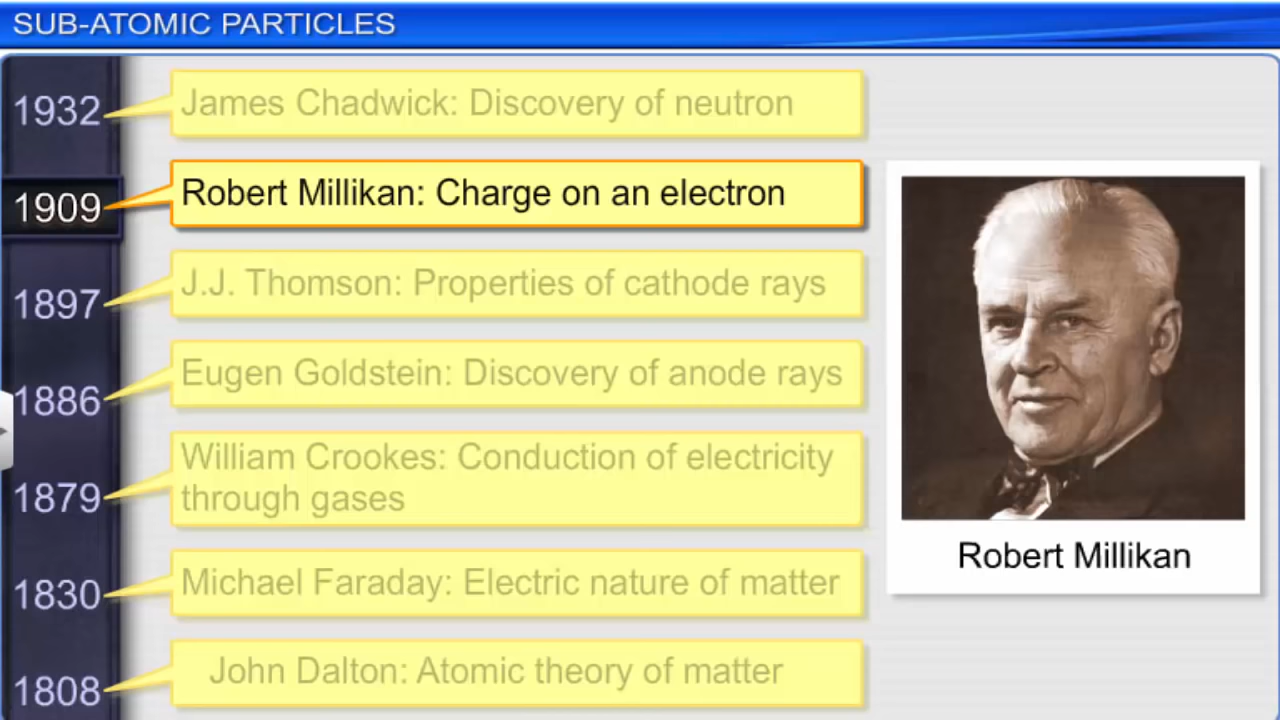 SUB-ATOMIC PARTICLES
1932
James Chadwick: Discovery of neutron
1909
Robert Millikan: Charge on an electron
1897
J.J. Thomson: Properties of cathode rays
1886
Eugen Goldstein: Discovery of anode rays
1879
William Crookes: Conduction of electricity
through gases
1830
Michael Faraday: Electric nature of matter
1808
John Dalton: Atomic theory of matter
Robert Millikan